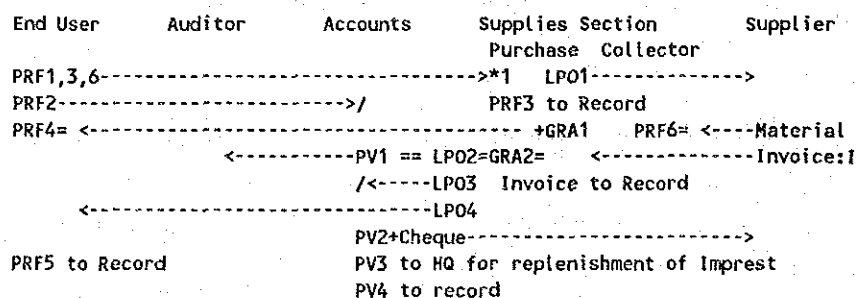 End User Auditor Accounts Supplies Section Supplier
Purchase Collector
PRF1,3,6------------------------------------->*1 LPO1-------------->
PRF2---------------------------->/ PRF3 to Record
PRF4= <------------------------------------ +GRA1 PRF6= <----Material
<-----------PV1 == LPO2=GRA2= <--------------Invoice:1
/<-----LPO3 Invoice to Record
<-----------------------------LPO4
PV2+Cheque------------------------->
PRF5 to Record PV3 to HQ for replenishment of Imprest
PV4 to record